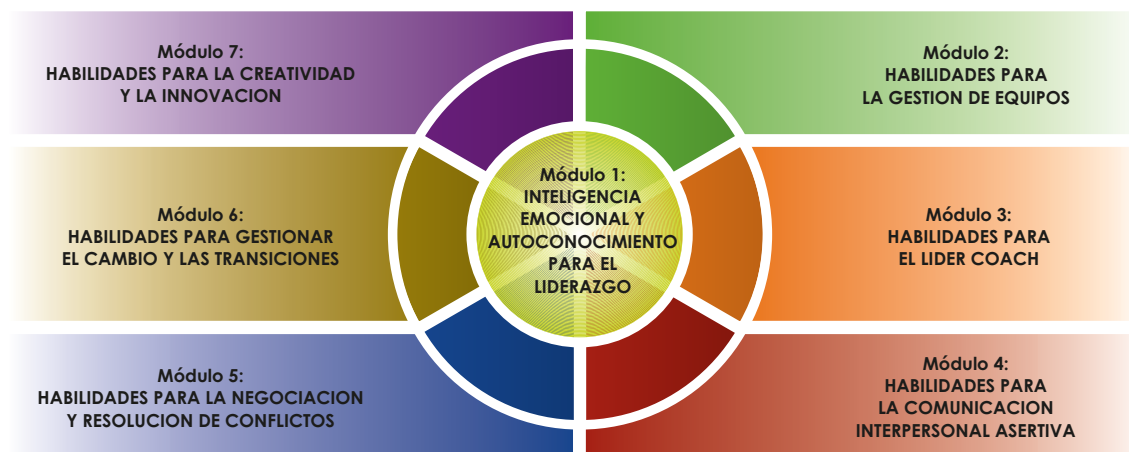 Módulo 7:
HABILIDADES PARA LA CREATIVIDAD
Y LA INNOVACION
Módulo 2:
HABILIDADES PARA
LA GESTION DE EQUIPOS
Módulo 1:
INTELIGENCIA
EMOCIONAL Y
AUTOCONOCIMIENTO
PARA EL
LIDERAZGO
Módulo 6:
HABILIDADES PARA GESTIONAR
EL CAMBIO Y LAS TRANSICIONES
Módulo 3:
HABILIDADES PARA
EL LIDER COACH
Módulo 5:
HABILIDADES PARA LA NEGOCIACION
Y RESOLUCION DE CONFLICTOS
Módulo 4:
HABILIDADES PARA
LA COMUNICACION
INTERPERSONAL ASERTIVA